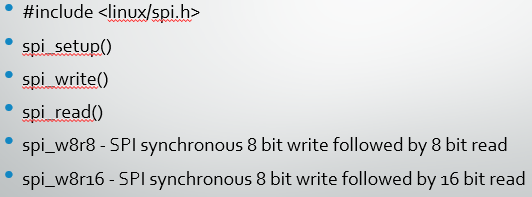 #include <linux/spi.h>
spi_setup()
spi_write()
spi_read()
spi_w8r8 - SPI synchronous 8 bit write followed by 8 bit read
spi_w8r16 - SPI synchronous 8 bit write followed by 16 bit read